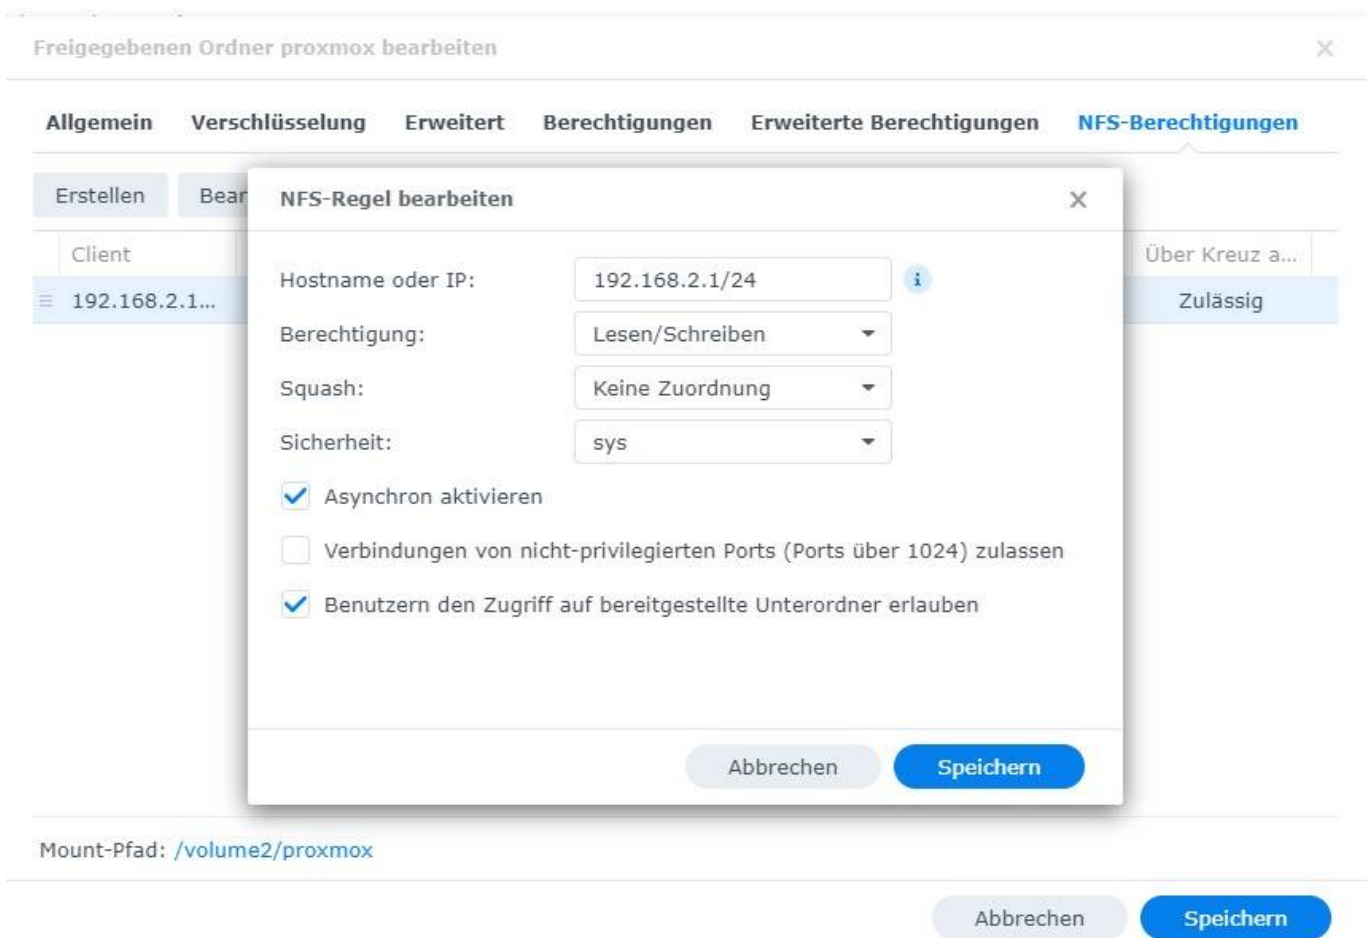 Freigegebenen Ordner proxmox bearbeiten
Allgemein Verschlüsselung Erweitert Berechtigungen Erweiterte Berechtigungen NFS-Berechtigungen
Erstellen Bear
NFS-Regel bearbeiten
Client Über Kreuz a...
192.168.2.1... Zulässig
Hostname oder IP: 192.168.2.1/24
Berechtigung: Lesen/Schreiben
Squash: Keine Zuordnung
Sicherheit: sys
Asynchron aktivieren
Verbindungen von nicht-privilegierten Ports (Ports über 1024) zulassen
Benutzern den Zugriff auf bereitgestellte Unterordner erlauben
Abbrechen Speichern
Mount-Pfad: /volume2/proxmox
Abbrechen Speichern